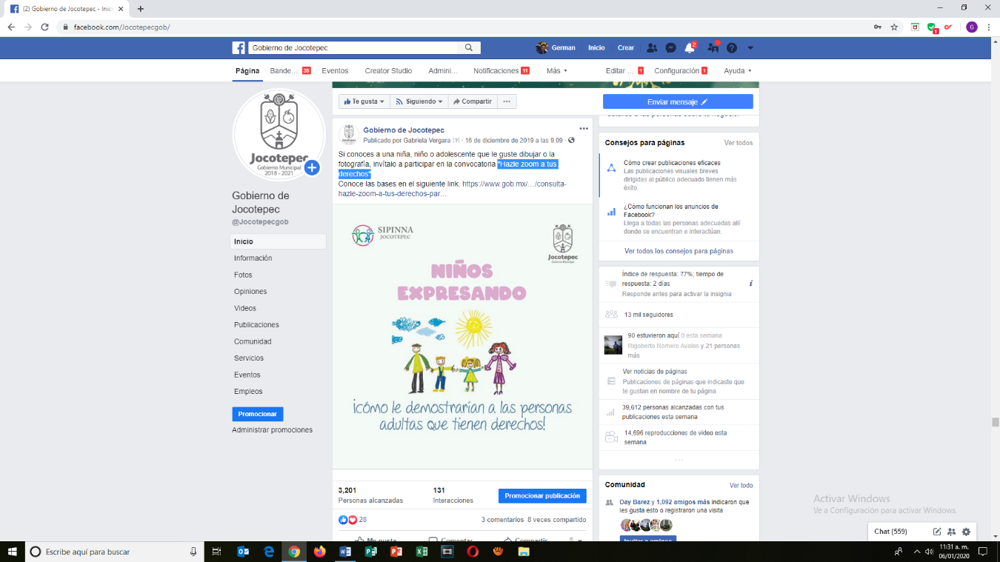 (2) Gobierno de Jocotepec - Inic
facebook.com/Jocotepecgob/
G
Gobierno de Jocotepec
German
Inicio
Crear
2
Página
Bande... 35
Eventos
Creator Studio
Admini...
Notificaciones 11
Más
Editar ... 1
Configuración 1
Ayuda
Jocotepec
Gobierno Municipal
2018 - 2021
Gobierno de
Jocotepec
@Jocotepecgob
Inicio
Información
Fotos
Opiniones
Videos
Publicaciones
Comunidad
Servicios
Eventos
Empleos
Promocionar
Administrar promociones
Te gusta
Siguiendo
Compartir
Enviar mensaje
Gobierno de Jocotepec
Publicado por Gabriela Vergara [?] · 16 de diciembre de 2019 a las 9:09 ·
Si conoces a una niña, niño o adolescente que le guste dibujar o la
fotografía, invítalo a participar en la convocatoria "Hazle zoom a tus
derechos"
Conoce las bases en el siguiente link. https://www.gob.mx/…/consulta-
hazle-zoom-a-tus-derechos-par…
SIPINNA
JOCOTEPEC
Jocotepec
Gobierno Municipal
NIÑOS
EXPRESANDO
¡cómo le demostrarían a las personas
adultas que tienen derechos!
3,201
Personas alcanzadas
131
Interacciones
Promocionar publicación
28
3 comentarios 8 veces compartido
Me gusta
Comentar
Compartir
detalles a las personas sobre tu negocio.
Consejos para páginas
Ver todos
Cómo crear publicaciones eficaces
Las publicaciones visuales breves
dirigidas al público adecuado tienen más
éxito.
¿Cómo funcionan los anuncios de
Facebook?
Llega a todas las personas adecuadas allí
donde se encuentran e interactúan.
Ver todos los consejos para páginas
Índice de respuesta: 77%; tiempo de
respuesta: 2 días
Responde antes para activar la insignia
13 mil seguidores
90 estuvieron aquí 0 esta semana
Rigoberto Romero Avalos y 21 personas
más
Ver noticias de páginas
Publicaciones de páginas que indicaste que
te gustan en nombre de tu página
39,612 personas alcanzadas con tus
publicaciones esta semana
14,696 reproducciones de video esta
semana
Comunidad
Ver todo
Day Barez y 1,092 amigos más indicaron que
les gusta esto o registraron una visita
Invitar a amigos
Activar Windows
Ve a Configuración para activar Windows.
Chat (559)
Escribe aquí para buscar
11:31 a. m.
06/01/2020